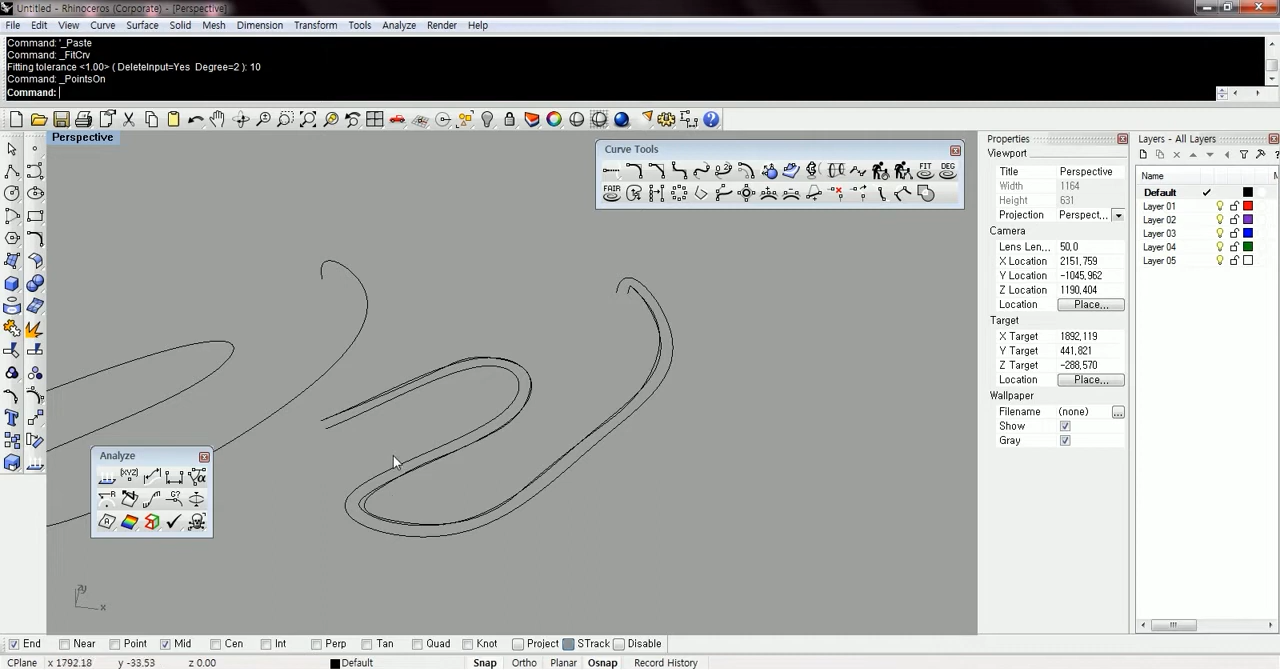 Untitled - Rhinoceros (Corporate) - [Perspective]
File Edit View Curve Surface Solid Mesh Dimension Transform Tools Analyze Render Help
Command: '_Paste
Command: _FitCrv
Fitting tolerance <1.00> ( DeleteInput=Yes Degree=2 ): 10
Command: _PointsOn
Command:
Perspective
Curve Tools
FIT DEG
FAIR
Analyze
XYZ
Properties
Viewport
Title Perspective
Width 1164
Height 631
Projection Perspect...
Camera
Lens Len... 50.0
X Location 2151,759
Y Location -1045,962
Z Location 1190,404
Location Place...
Target
X Target 1892,119
Y Target 441,821
Z Target -288,570
Location Place...
Wallpaper
Filename (none) ...
Show
Gray
Layers - All Layers
Name
Default
Layer 01
Layer 02
Layer 03
Layer 04
Layer 05
x
End Near Point Mid Cen Int Perp Tan Quad Knot Project STrack Disable
CPlane x 1792.18 y -33.53 z 0.00 Default Snap Ortho Planar Osnap Record History